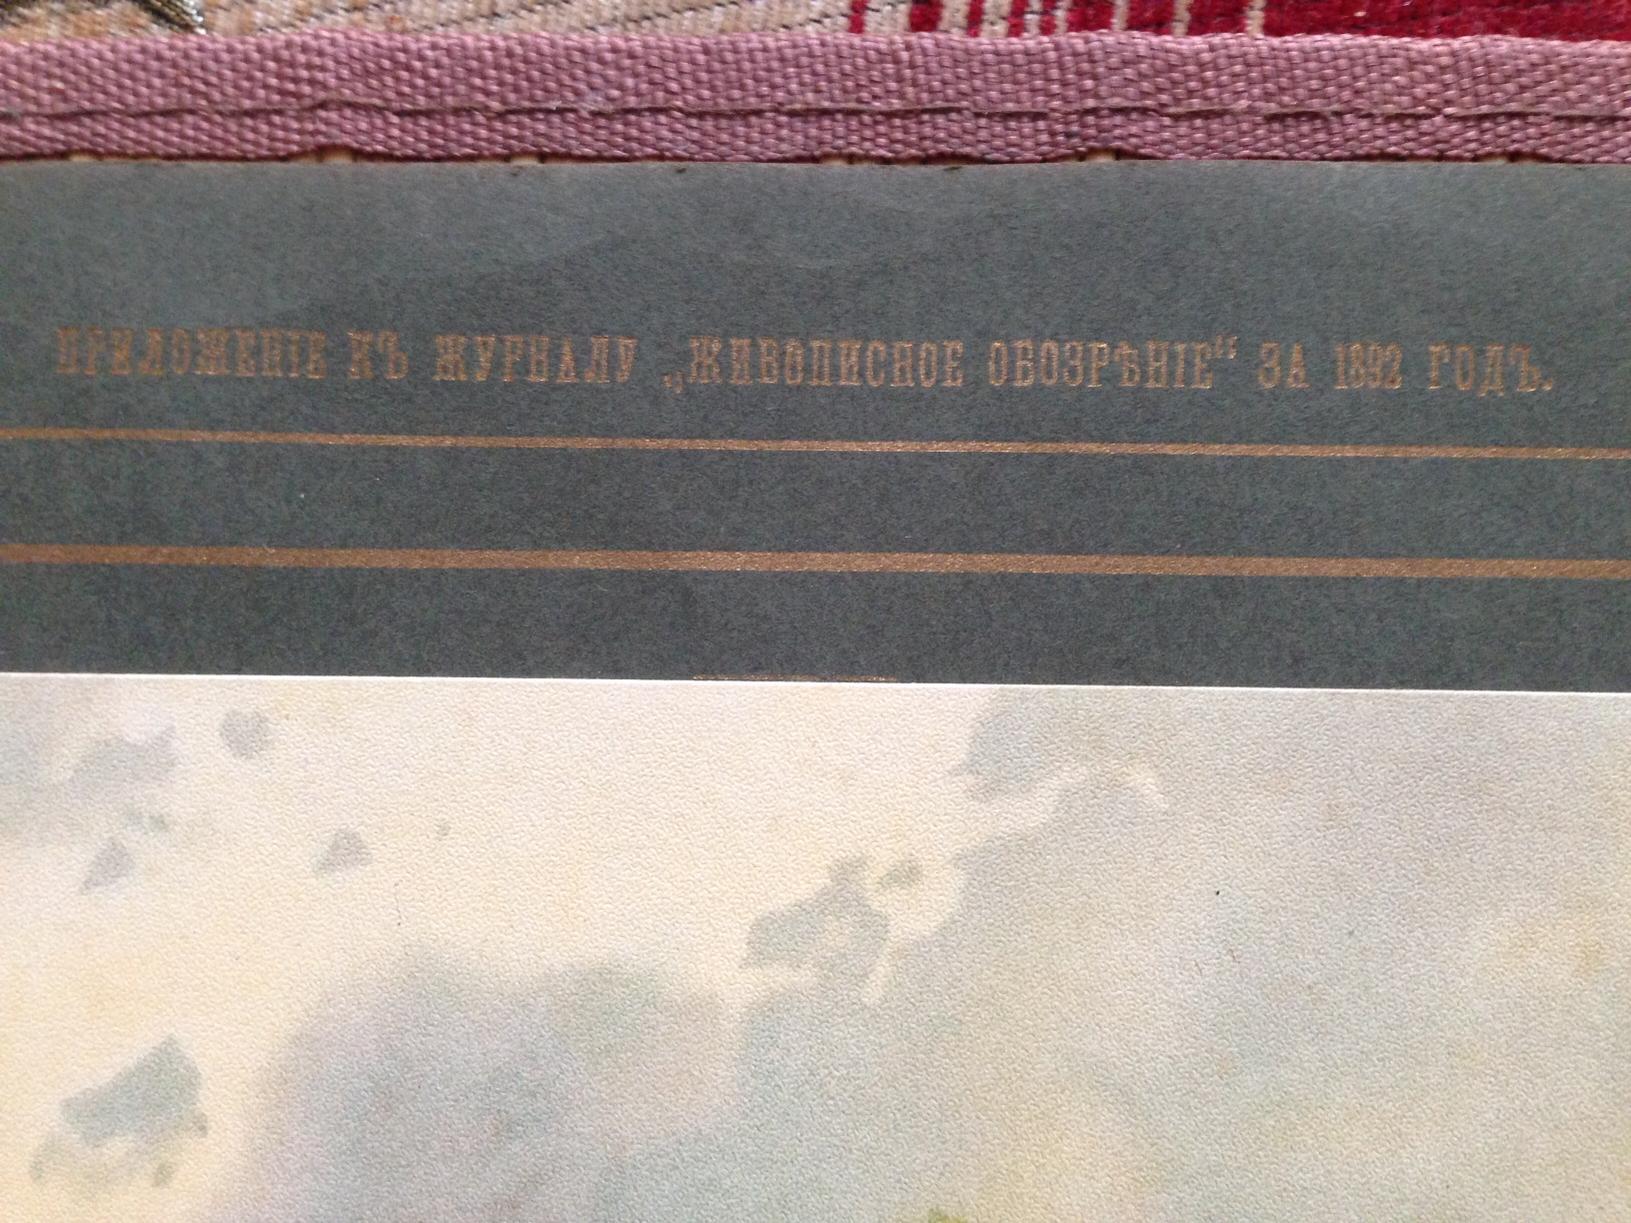 ПРИЛОЖЕНІЕ КЪ ЖУРНАЛУ „ЖИВОПИСНОЕ ОБОЗРѢНІЕ“ ЗА 1892 ГОДЪ.